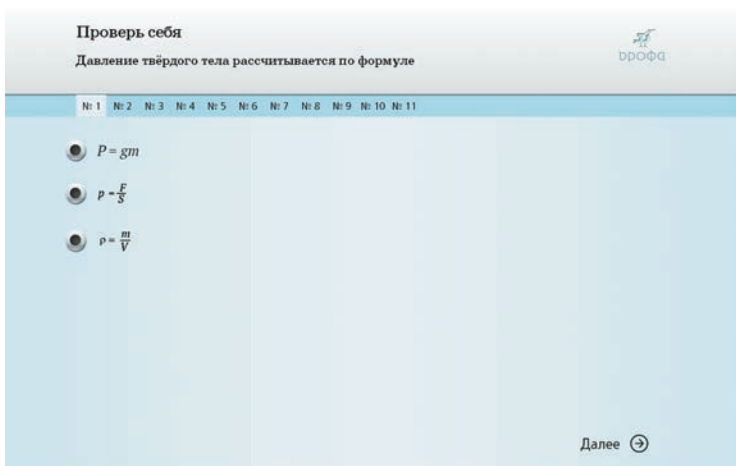 Проверь себя
Давление твёрдого тела рассчитывается по формуле
дрофа
№ 1 № 2 № 3 № 4 № 5 № 6 № 7 № 8 № 9 № 10 № 11
P = gm
p = F/S
ρ = m/V
Далее